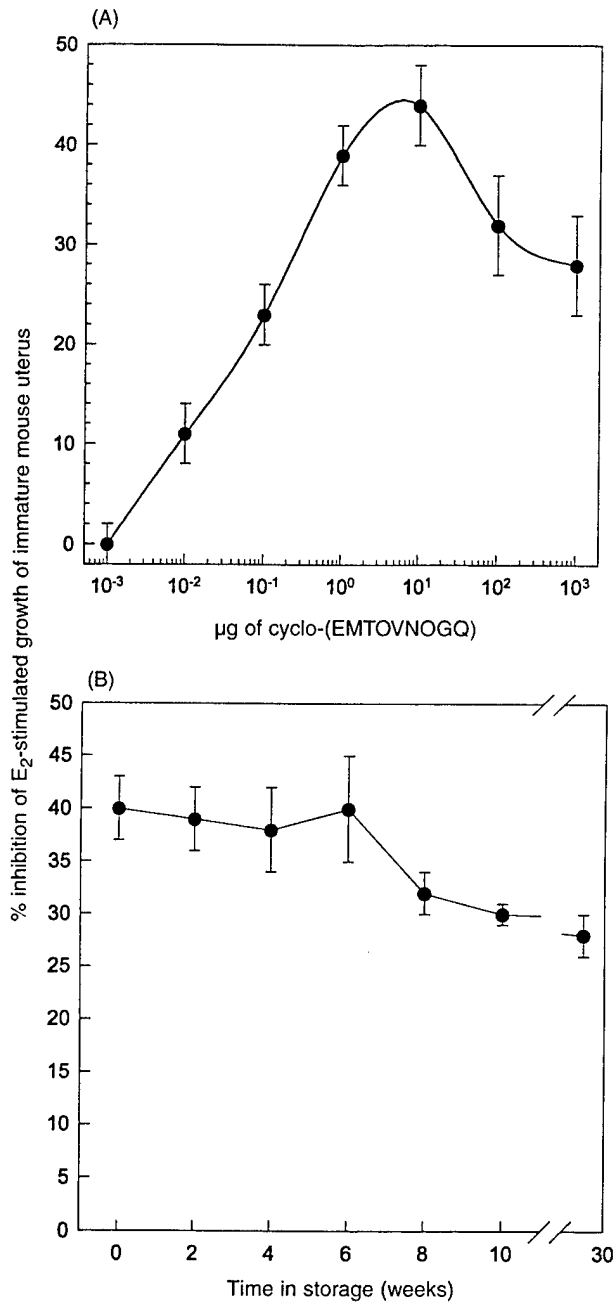 (A)
50
40
30
20
10
0
10⁻³ 10⁻² 10⁻¹ 10⁰ 10¹ 10² 10³
µg of cyclo-(EMTOVNOGQ)
% inhibition of E₂-stimulated growth of immature mouse uterus
(B)
50
45
40
35
30
25
20
15
10
5
0
0 2 4 6 8 10 30
Time in storage (weeks)